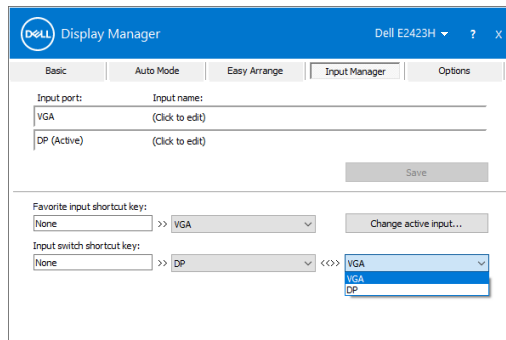 DELL Display Manager Dell E2423H ? X
Basic Auto Mode Easy Arrange Input Manager Options
Input port: Input name:
VGA (Click to edit)
DP (Active) (Click to edit)
Save
Favorite input shortcut key:
None >> VGA Change active input...
Input switch shortcut key:
None >> DP <<>> VGA
VGA
DP